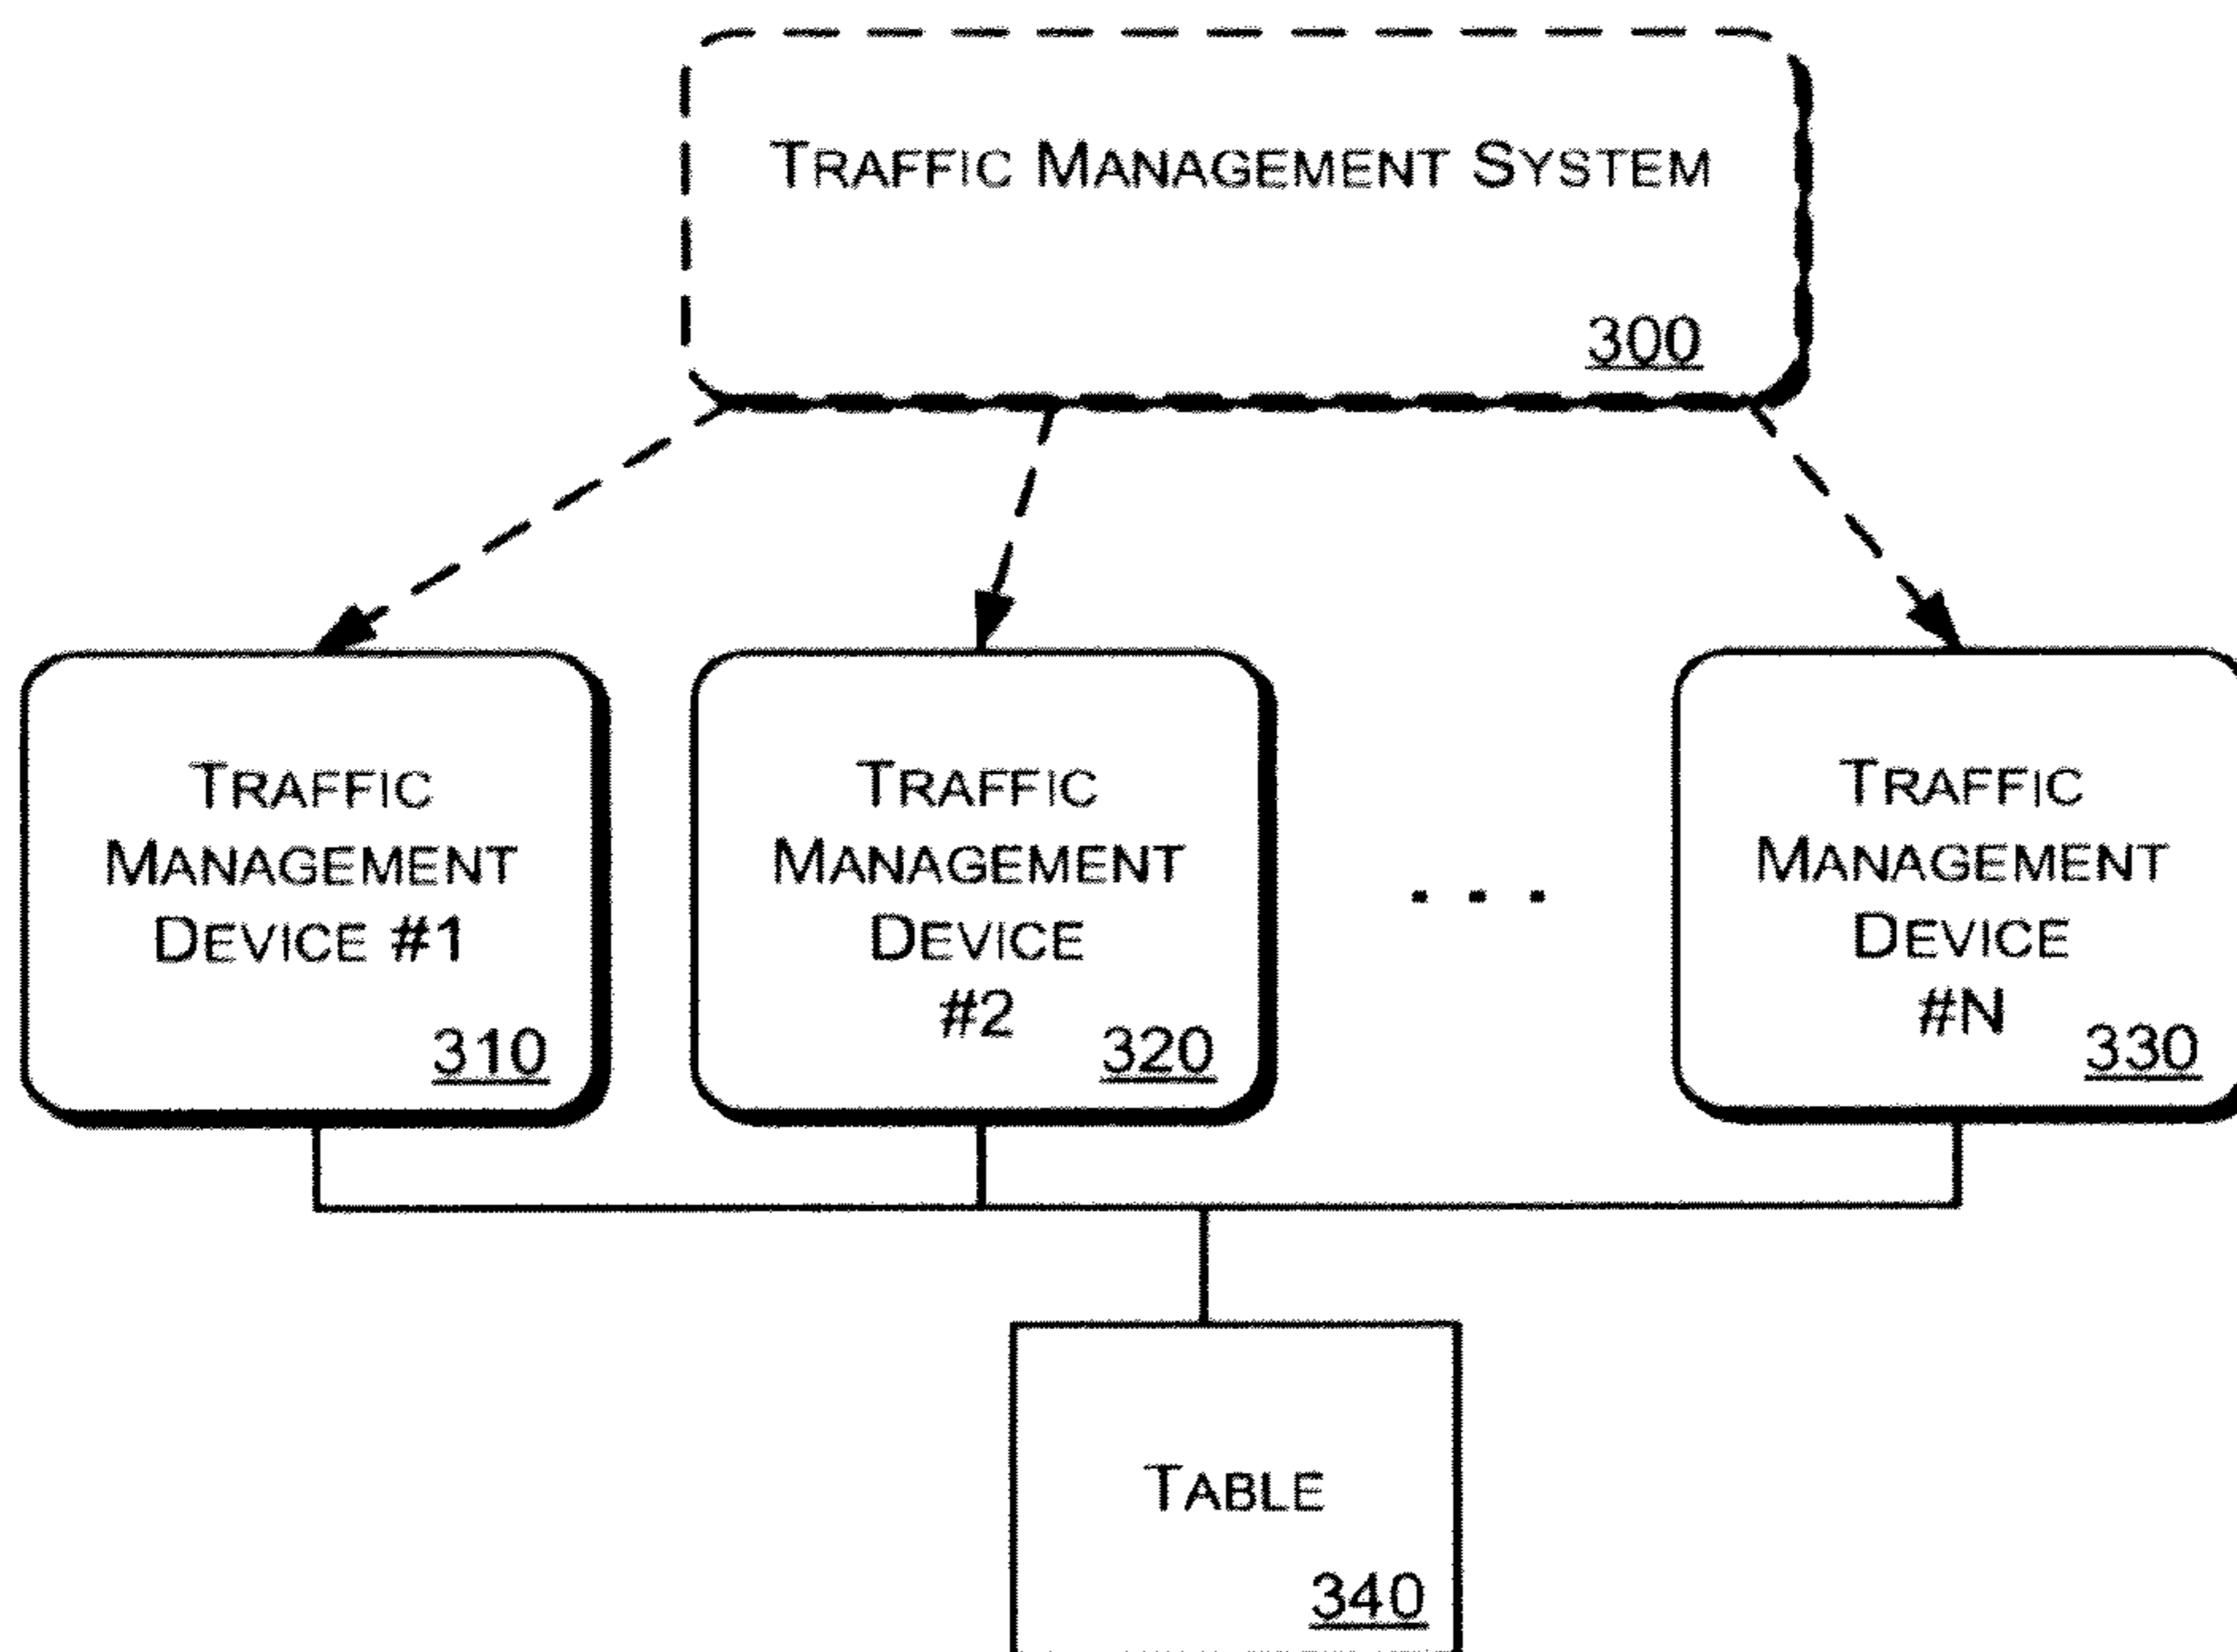 TRAFFIC MANAGEMENT SYSTEM
300
TRAFFIC
MANAGEMENT
DEVICE #1
310
TRAFFIC
MANAGEMENT
DEVICE
#2
320
. . .
TRAFFIC
MANAGEMENT
DEVICE
#N
330
TABLE
340